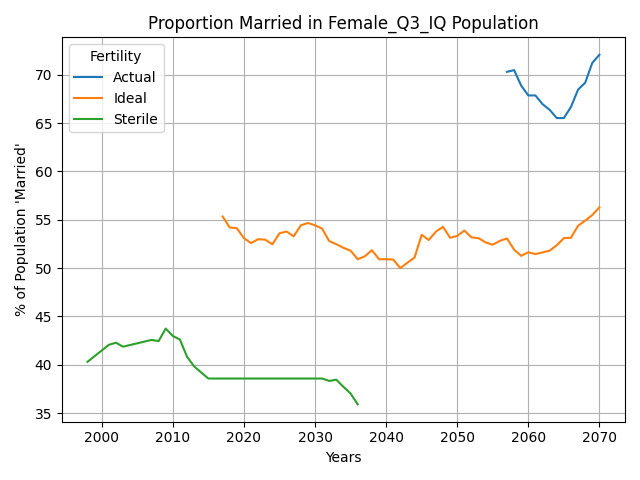 Proportion Married in Female_Q3_IQ Population
% of Population 'Married'
Fertility
Actual
Ideal
Sterile
70
65
60
55
50
45
40
35
2000 2010 2020 2030 2040 2050 2060 2070
Years